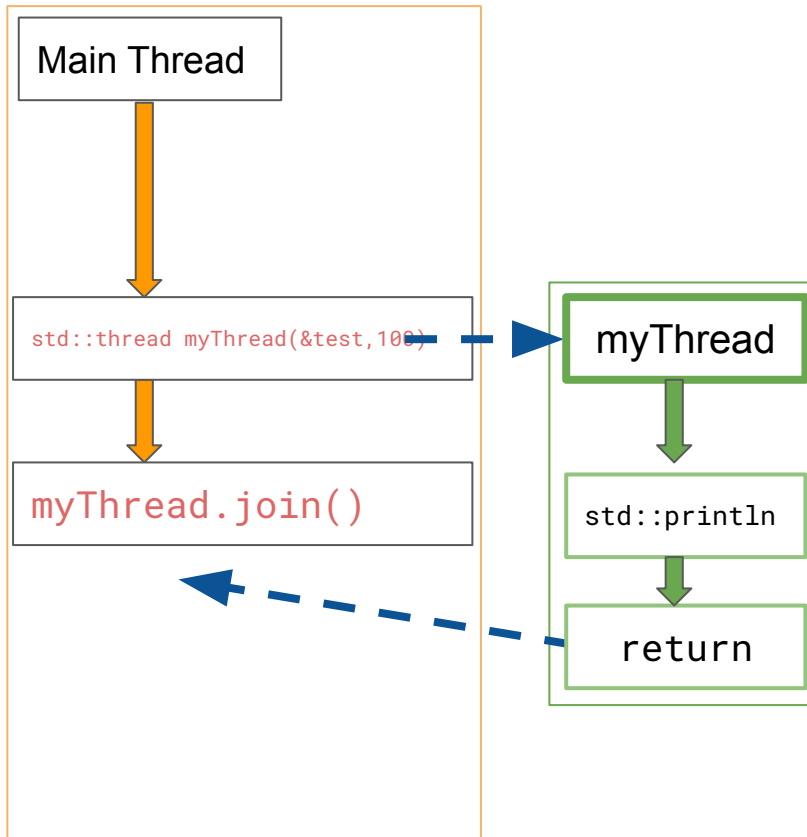 Main Thread
std::thread myThread(&test,100)
myThread
myThread.join()
std::println
return